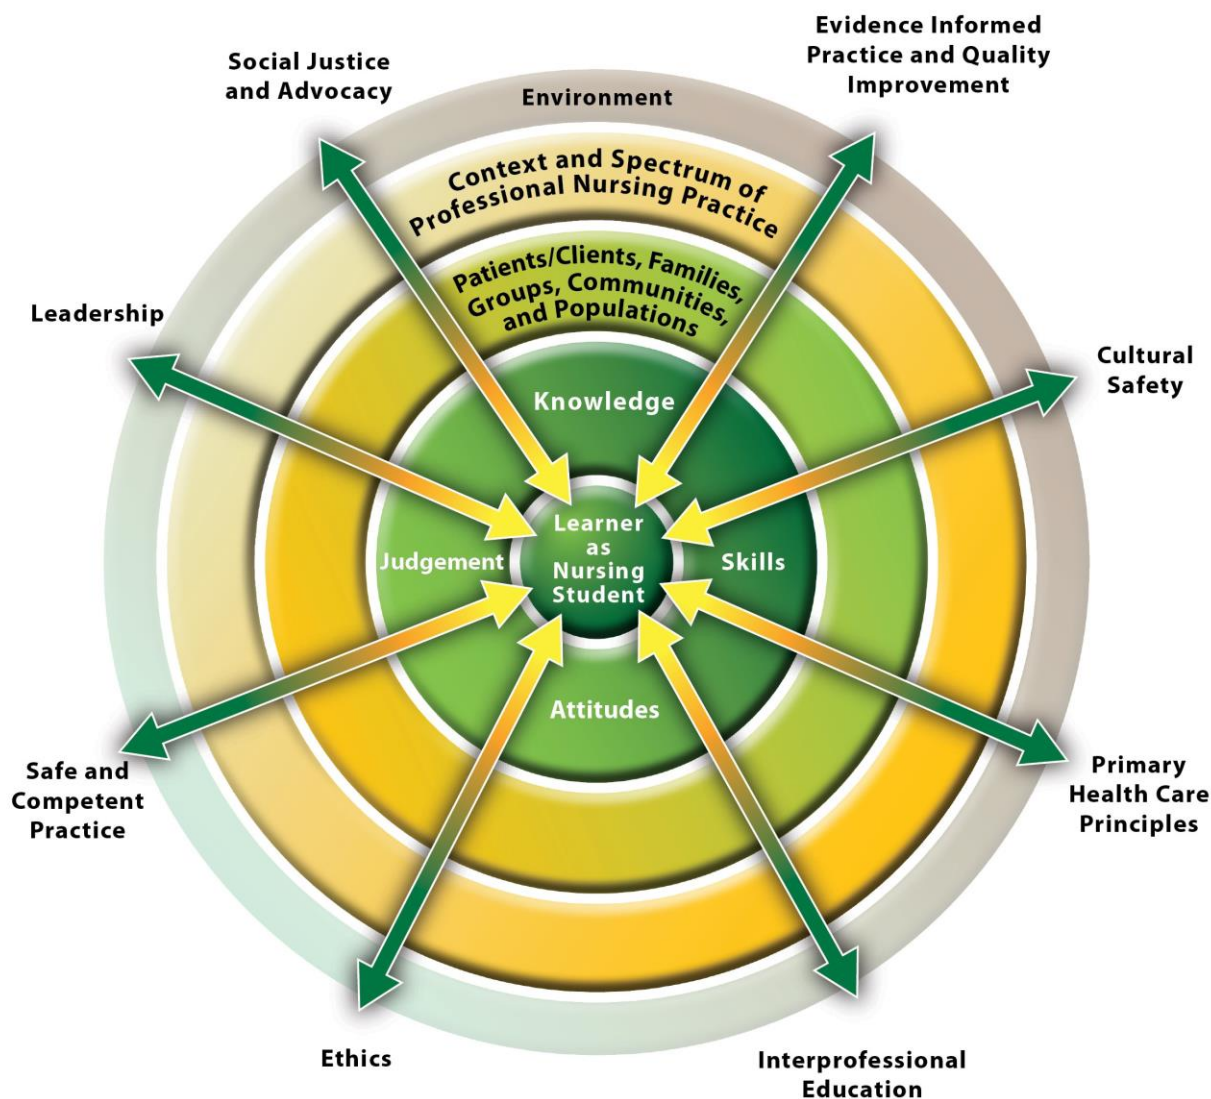 Evidence Informed
Practice and Quality
Improvement
Social Justice
and Advocacy
Environment
Context and Spectrum of
Professional Nursing Practice
Patients/Clients, Families,
Groups, Communities,
and Populations
Leadership
Cultural
Safety
Knowledge
Learner
as
Nursing
Student
Judgement
Skills
Attitudes
Safe and
Competent
Practice
Primary
Health Care
Principles
Ethics
Interprofessional
Education